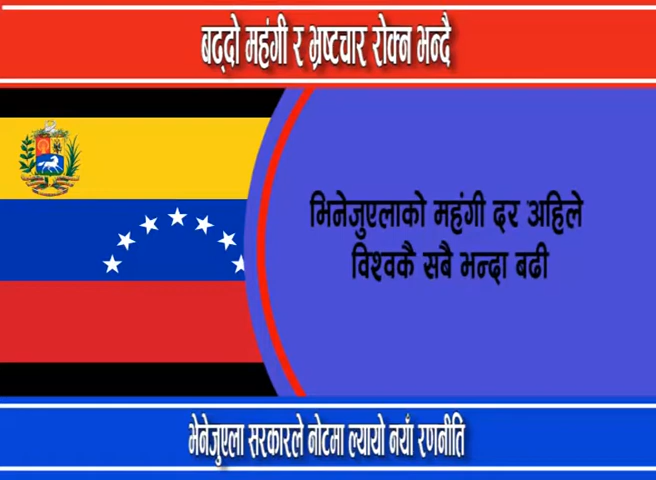 बढ्दो महंगी र भ्रष्टचार रोक्न भन्दै
भिनेजुएलाको महंगी दर अहिले
विश्वकै सबै भन्दा बढी
भेनेजुएला सरकारले नोटमा ल्यायो नयाँ रणनीति